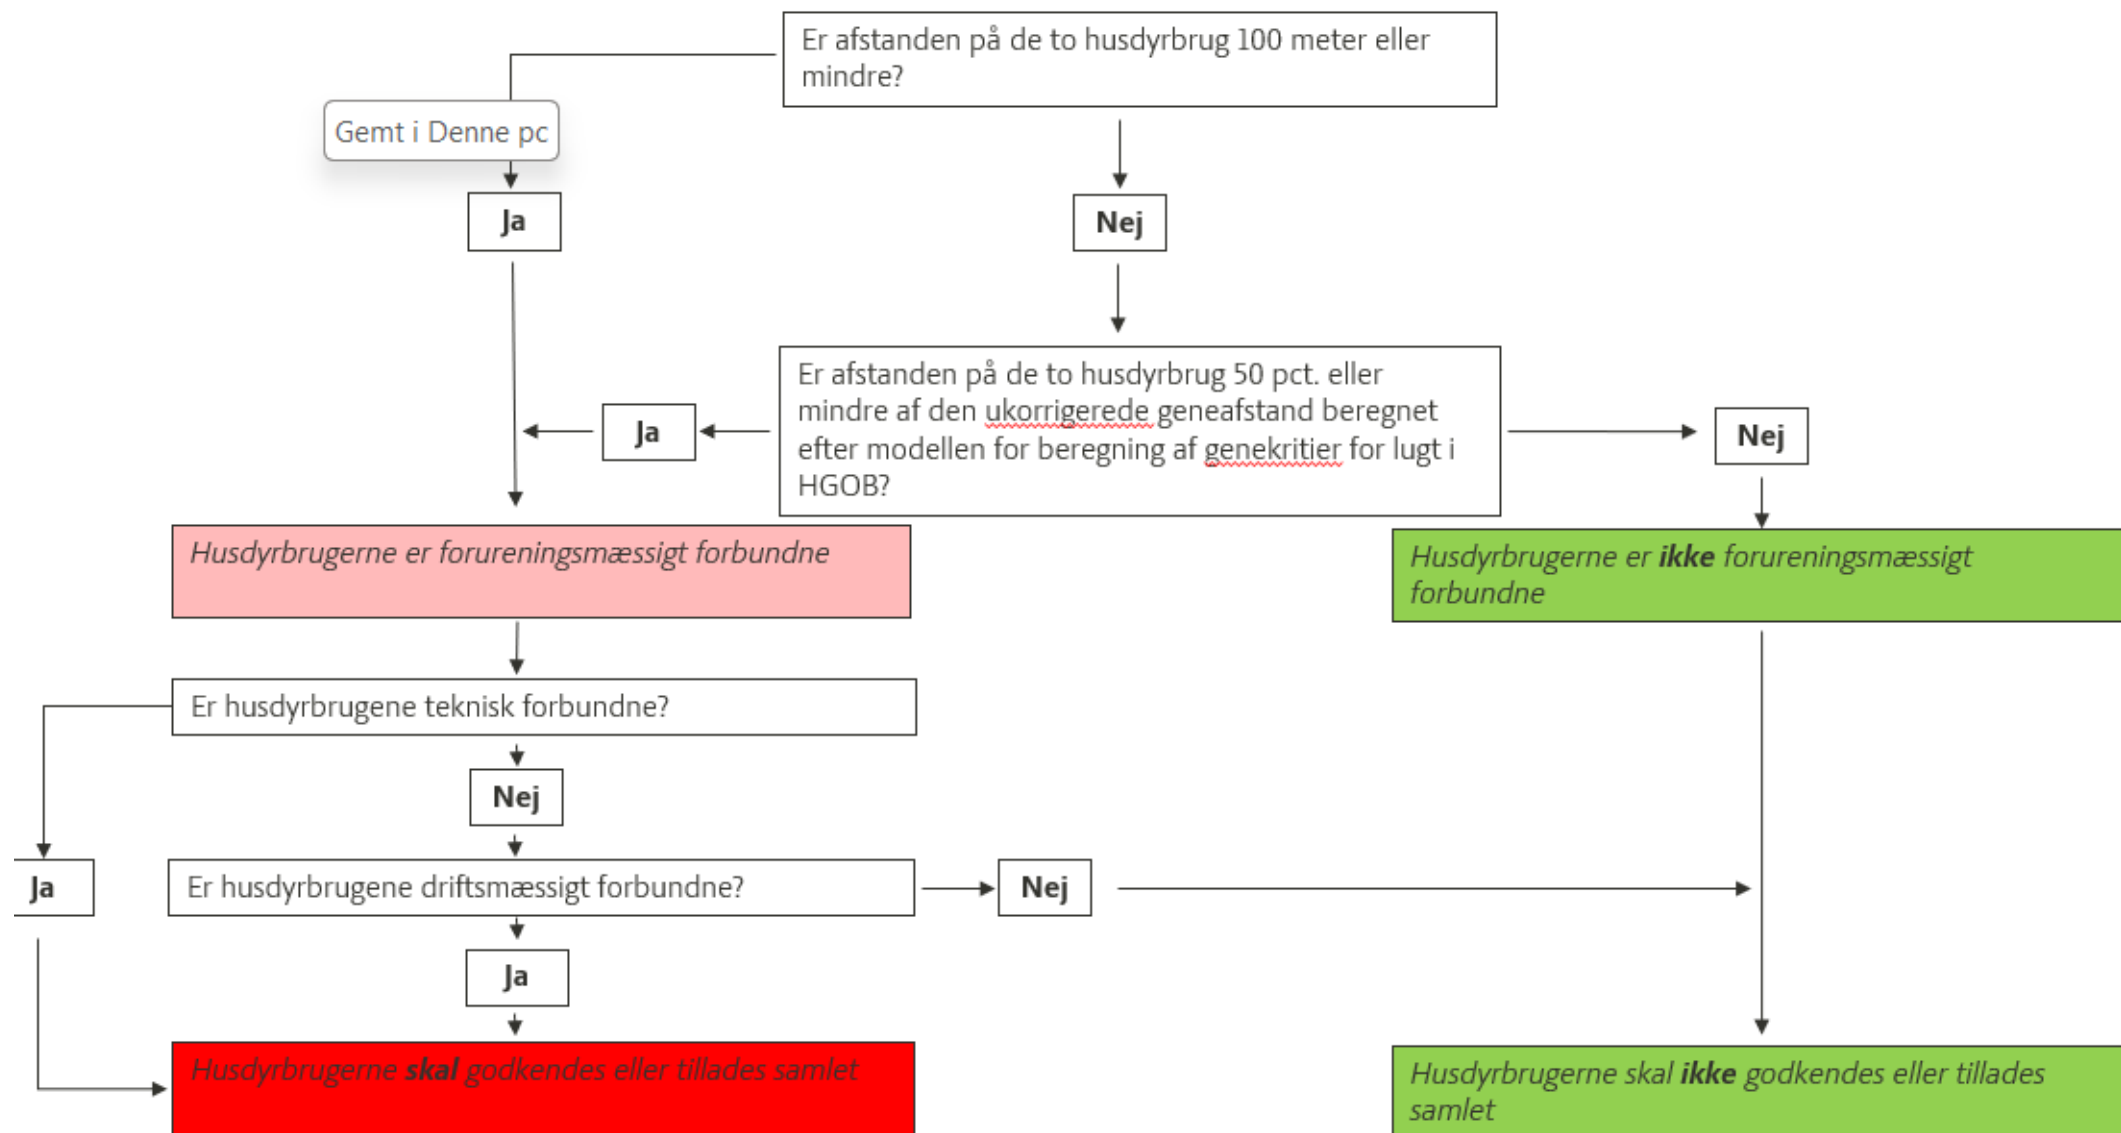 Er afstanden på de to husdyrbrug 100 meter eller
mindre?
Gemt i Denne pc
Ja
Nej
Er afstanden på de to husdyrbrug 50 pct. eller
mindre af den ukorrigerede geneafstand beregnet
efter modellen for beregning af genekritier for lugt i
HGOB?
Ja
Nej
Husdyrbrugerne er forureningsmæssigt forbundne
Husdyrbrugerne er ikke forureningsmæssigt
forbundne
Er husdyrbrugene teknisk forbundne?
Nej
Ja
Er husdyrbrugene driftsmæssigt forbundne?
Nej
Ja
Husdyrbrugerne skal godkendes eller tillades samlet
Husdyrbrugerne skal ikke godkendes eller tillades
samlet